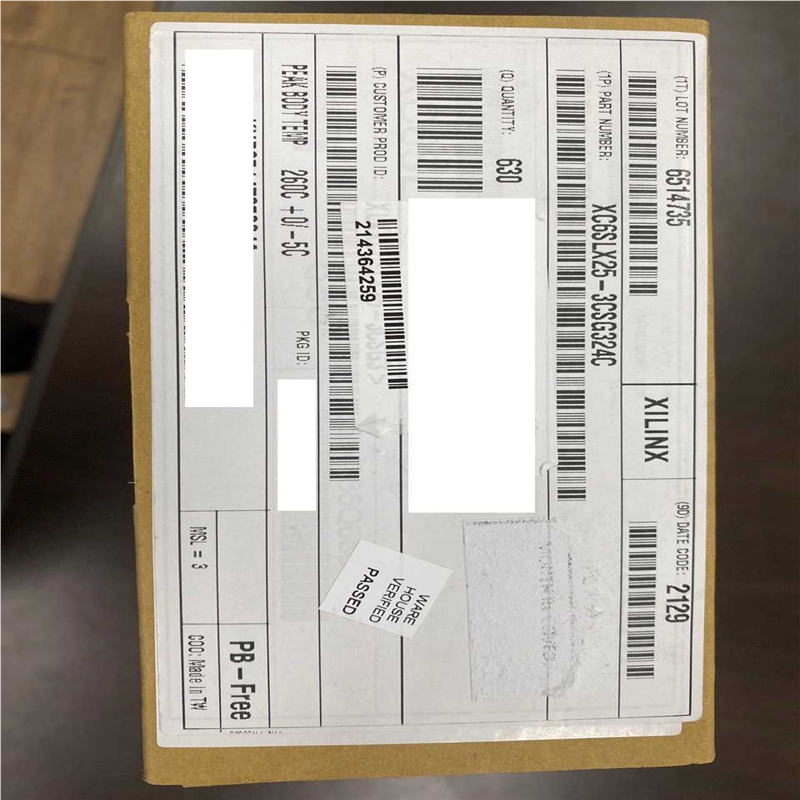 (1T) LOT NUMBER: 6514735
XILINX
(9D) DATE CODE: 2129
(1P) PART NUMBER: XC6SLX25-3CSG324C
(Q) QUANTITY: 630
(P) CUSTOMER PROD ID:
214364259
WARE
HOUSE
VERIFIED
PASSED
PEAK BODY TEMP 260C +0/-5C
PKG ID:
PB-Free
MSL = 3
COO: Made in TW